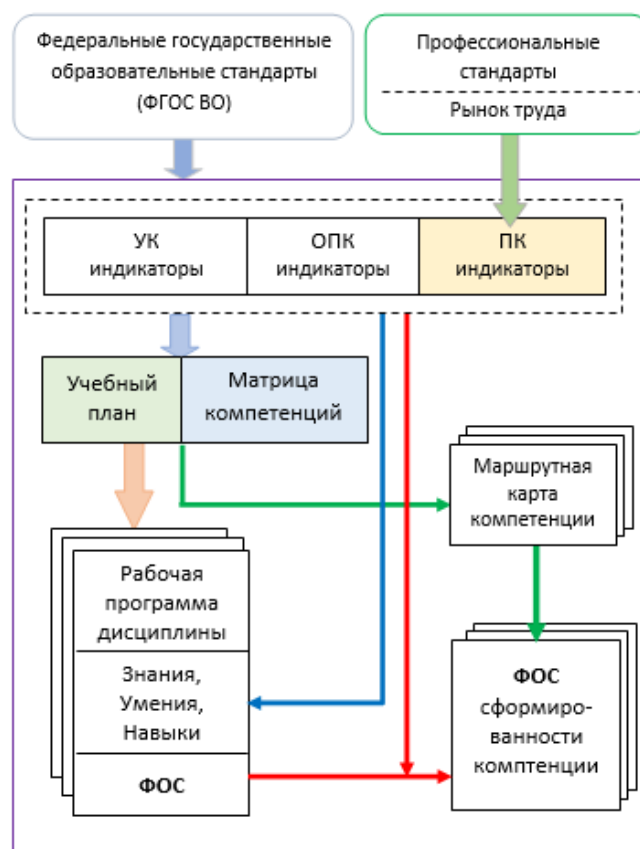 Федеральные государственные
образовательные стандарты
(ФГОС ВО)
Профессиональные
стандарты
Рынок труда
УК
индикаторы
ОПК
индикаторы
ПК
индикаторы
Учебный
план
Матрица
компетенций
Маршрутная
карта
компетенции
Рабочая
программа
дисциплины
Знания,
Умения,
Навыки
ФОС
ФОС
сформиро-
ванности
комптенции